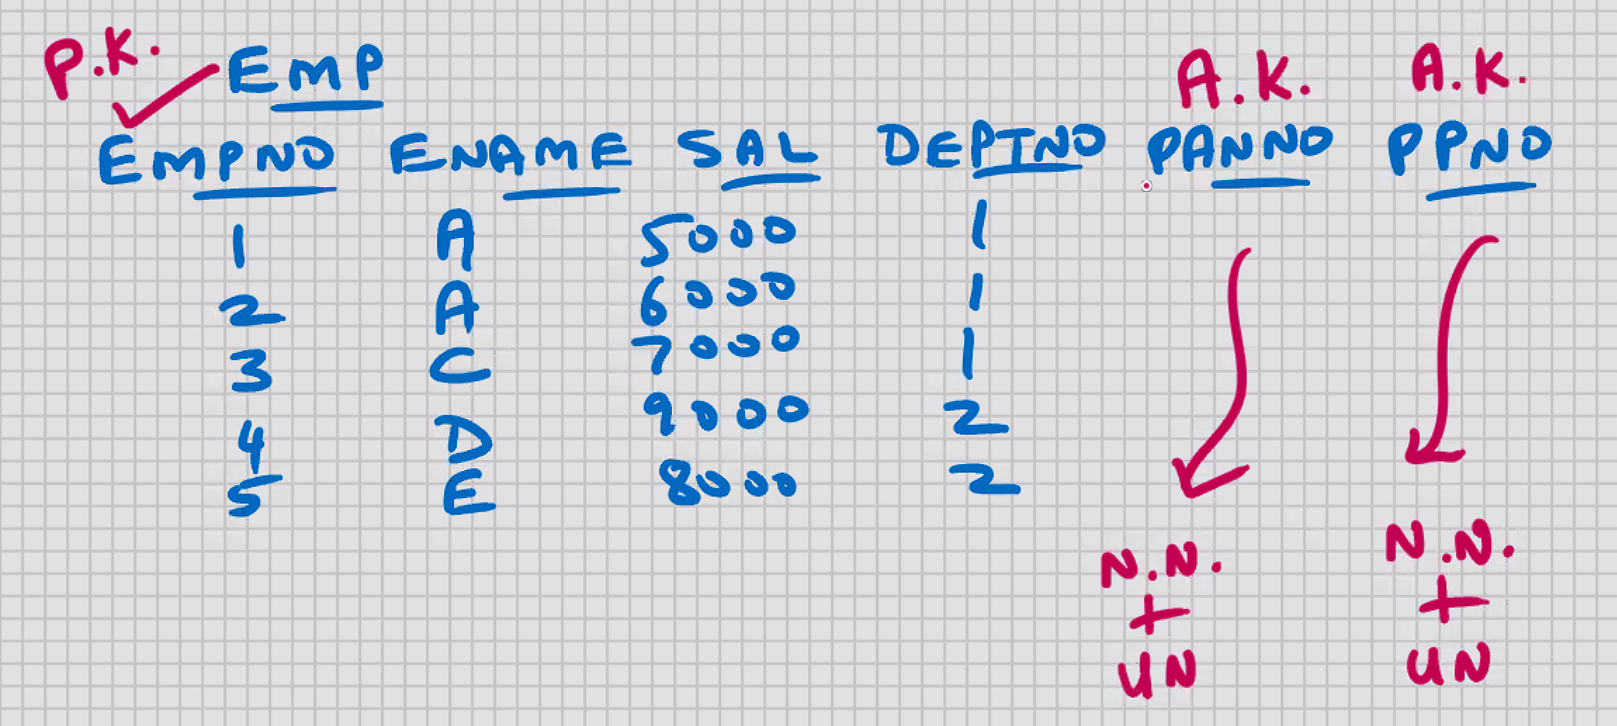 P.K. EMP A.K. A.K.
EMPNO ENAME SAL DEPTNO PANNO PPNO
1 A 5000 1
2 A 6000 1
3 C 7000 1
4 D 9000 2
5 E 8000 2
N.N. N.N.
+ +
UN UN